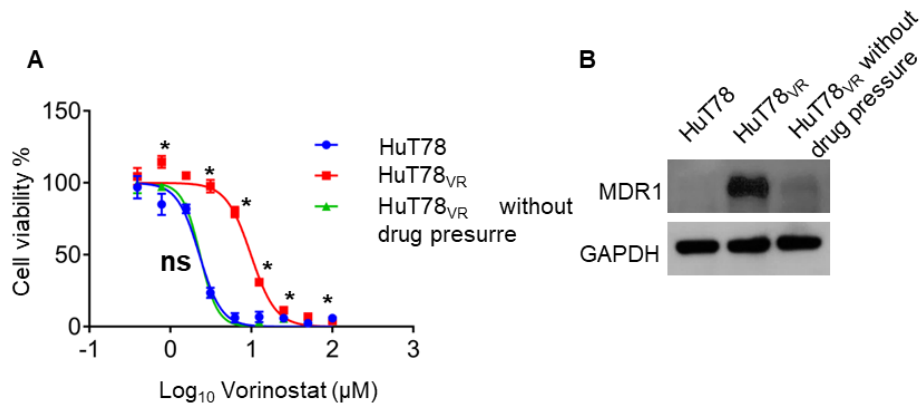 A
150
100
50
0
Cell viability %
-1 0 1 2 3
Log₁₀ Vorinostat (μM)
* * * * * *
ns
HuT78
HuT78VR
HuT78VR without
drug presurre
B
HuT78
HuT78VR
HuT78VR without
drug pressure
MDR1
GAPDH